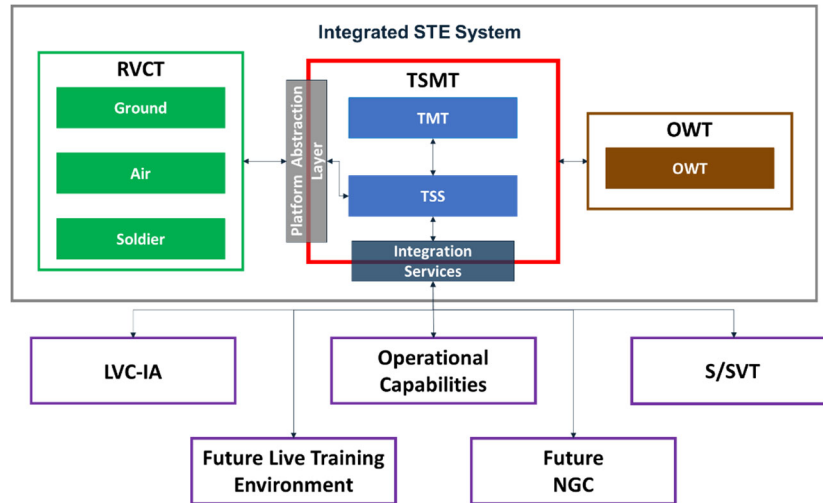 Integrated STE System
RVCT
Ground
Air
Soldier
Platform Abstraction
Layer
TSMT
TMT
TSS
Integration
Services
OWT
OWT
LVC-IA
Operational
Capabilities
S/SVT
Future Live Training
Environment
Future
NGC